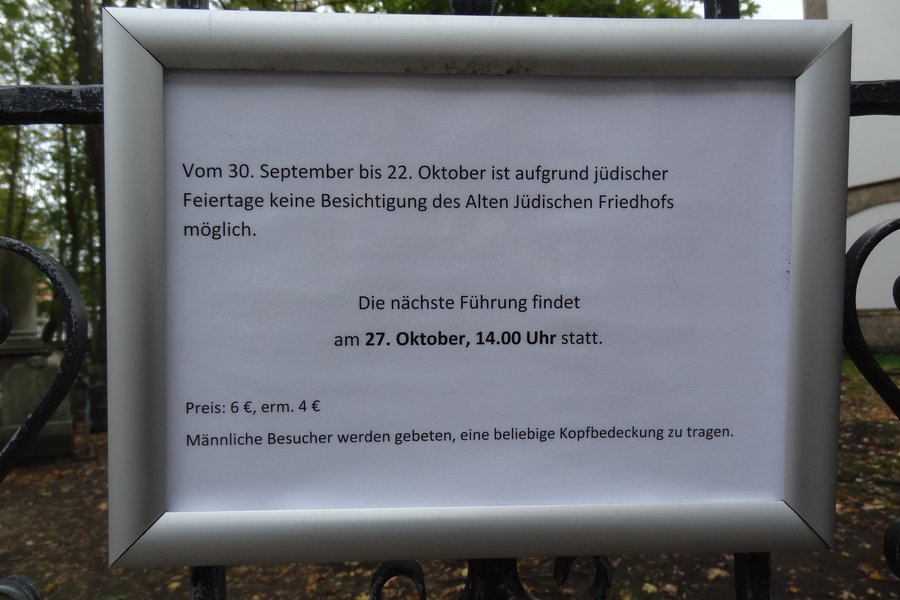 Vom 30. September bis 22. Oktober ist aufgrund jüdischer
Feiertage keine Besichtigung des Alten Jüdischen Friedhofs
möglich.
Die nächste Führung findet
am 27. Oktober, 14.00 Uhr statt.
Preis: 6 €, erm. 4 €
Männliche Besucher werden gebeten, eine beliebige Kopfbedeckung zu tragen.